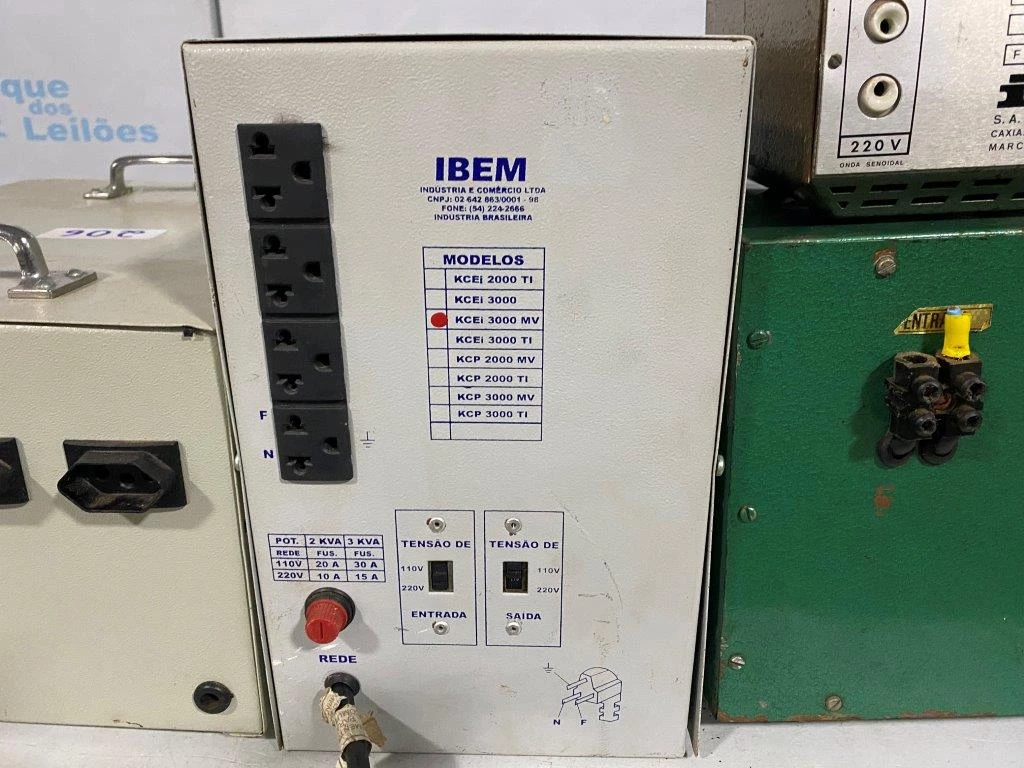 que
dos
Leilões
206
IBEM
INDÚSTRIA E COMÉRCIO LTDA
CNPJ: 02 642 863/0001 - 98
FONE: (54) 224-2666
INDÚSTRIA BRASILEIRA
MODELOS
KCEi 2000 TI
KCEi 3000
KCEi 3000 MV
KCEi 3000 TI
KCP 2000 MV
KCP 2000 TI
KCP 3000 MV
KCP 3000 TI
F
N
POT. 2 KVA 3 KVA
REDE FUS. FUS.
110V 20 A 30 A
220V 10 A 15 A
REDE
TENSÃO DE
110V
220V
ENTRADA
TENSÃO DE
110V
220V
SAÍDA
N F
220 V
ONDA SENOIDAL
F
S.A.
CAXIA
MARC
ENTRA